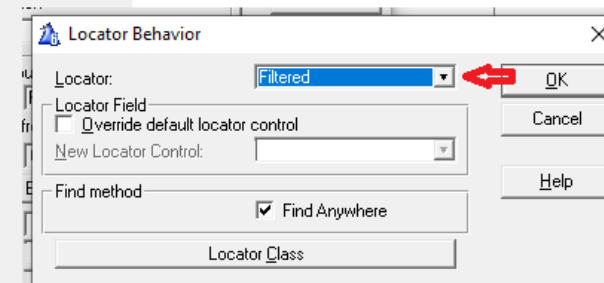 Locator Behavior
Locator:
Filtered
OK
Locator Field
Override default locator control
Cancel
New Locator Control:
Help
Find method
Find Anywhere
Locator Class